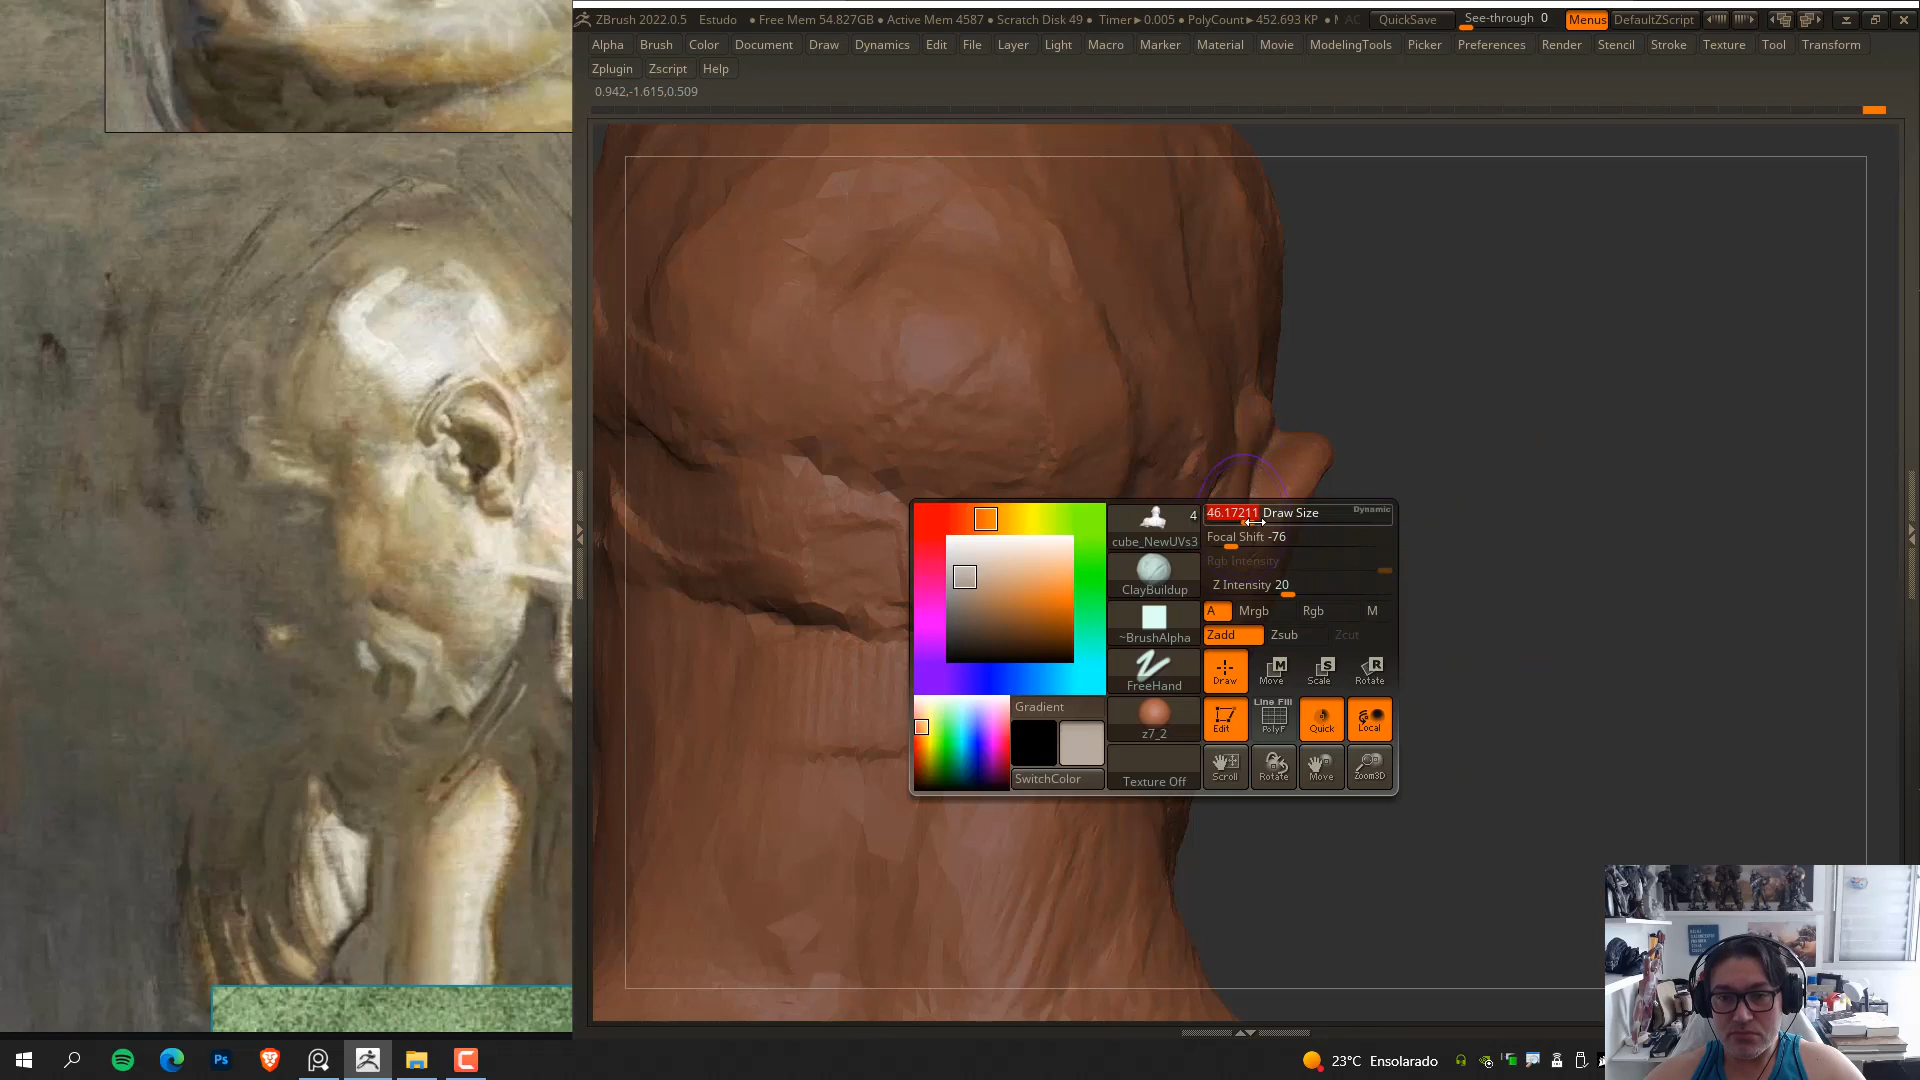 ZBrush 2022.0.5 Estudo ● Free Mem 54.827GB ● Active Mem 4587 ● Scratch Disk 49 ● Timer►0.005 ● PolyCount►452.693 KP ● AC QuickSave See-through 0 Menus DefaultZScript
Alpha Brush Color Document Draw Dynamics Edit File Layer Light Macro Marker Material Movie ModelingTools Picker Preferences Render Stencil Stroke Texture Tool Transform
Zplugin Zscript Help
0.942,-1.615,0.509
4 46.17211 Draw Size Dynamic
cube_NewUVs3 Focal Shift -76
Rgb Intensity
ClayBuildup Z Intensity 20
A Mrgb Rgb M
~BrushAlpha Zadd Zsub Zcut
M S R
FreeHand Draw Move Scale Rotate
Gradient Line Fill
z7_2 Edit PolyF Quick Local
SwitchColor Texture Off Scroll Rotate Move Zoom3D
Ps 23°C Ensolarado